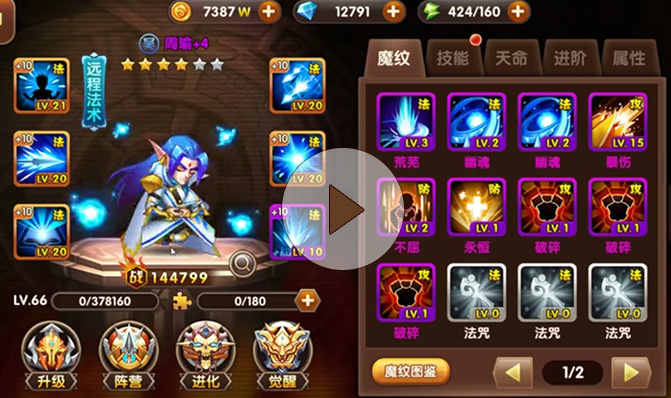 7387 W
12791
424/160
吴 周瑜+4
远程法术
+10 法 LV.21
+10 法 LV.20
+10 法 LV.20
+10 法 LV.20
+10 法 LV.20
法 LV.10
战 144799
LV.66 0/378160 0/180
升级 阵营 进化 觉醒
魔纹 技能 天命 进阶 属性
法 LV.3 法 LV.2 法 LV.2 攻 LV.15
荒芜 幽魂 幽魂 暴伤
防 LV.2 防 LV.1 攻 LV.1 攻 LV.1
不屈 永恒 破碎 破碎
攻 LV.1 法 LV.0 法 LV.0 法 LV.0
破碎 法咒 法咒 法咒
魔纹图鉴 1/2